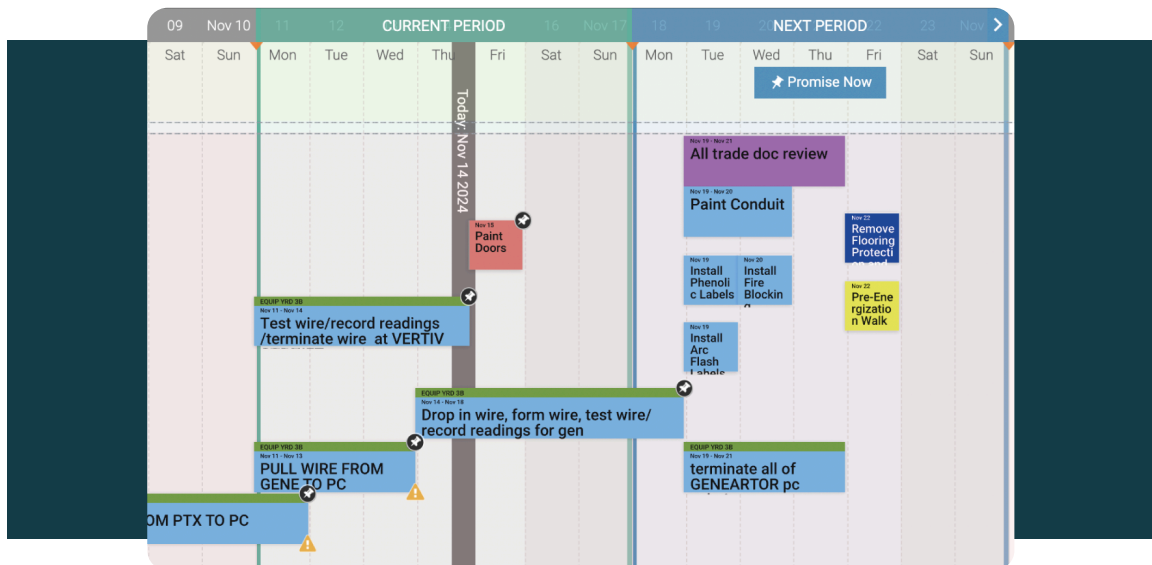 09 Nov 10 11 12 CURRENT PERIOD 16 Nov 17 18 19 20 NEXT PERIOD 22 23 Nov
Sat Sun Mon Tue Wed Thu Fri Sat Sun Mon Tue Wed Thu Fri Sat Sun
Promise Now
Today: Nov 14 2024
Nov 19 - Nov 21
All trade doc review
Nov 19 - Nov 20
Paint Conduit
Nov 15
Paint
Doors
Nov 22
Remove
Flooring
Protecti
on and
Nov 19
Install
Phenoli
c Labels
Nov 20
Install
Fire
Blockin
g
Nov 22
Pre-Ene
rgizatio
n Walk
EQUIP YRD 3B
Nov 11 - Nov 14
Test wire/record readings
/terminate wire at VERTIV
Nov 19
Install
Arc
Flash
Labels
EQUIP YRD 3B
Nov 14 - Nov 18
Drop in wire, form wire, test wire/
record readings for gen
EQUIP YRD 3B
Nov 11 - Nov 13
PULL WIRE FROM
GENE TO PC
EQUIP YRD 3B
Nov 19 - Nov 21
terminate all of
GENEARTOR pc
OM PTX TO PC